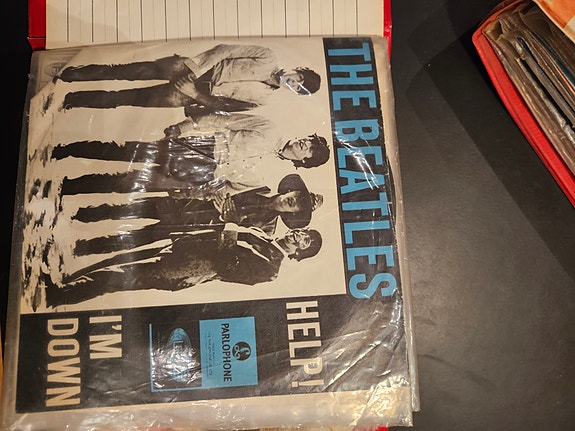 THE BEATLES
HELP!
I'M
DOWN
PARLOPHONE